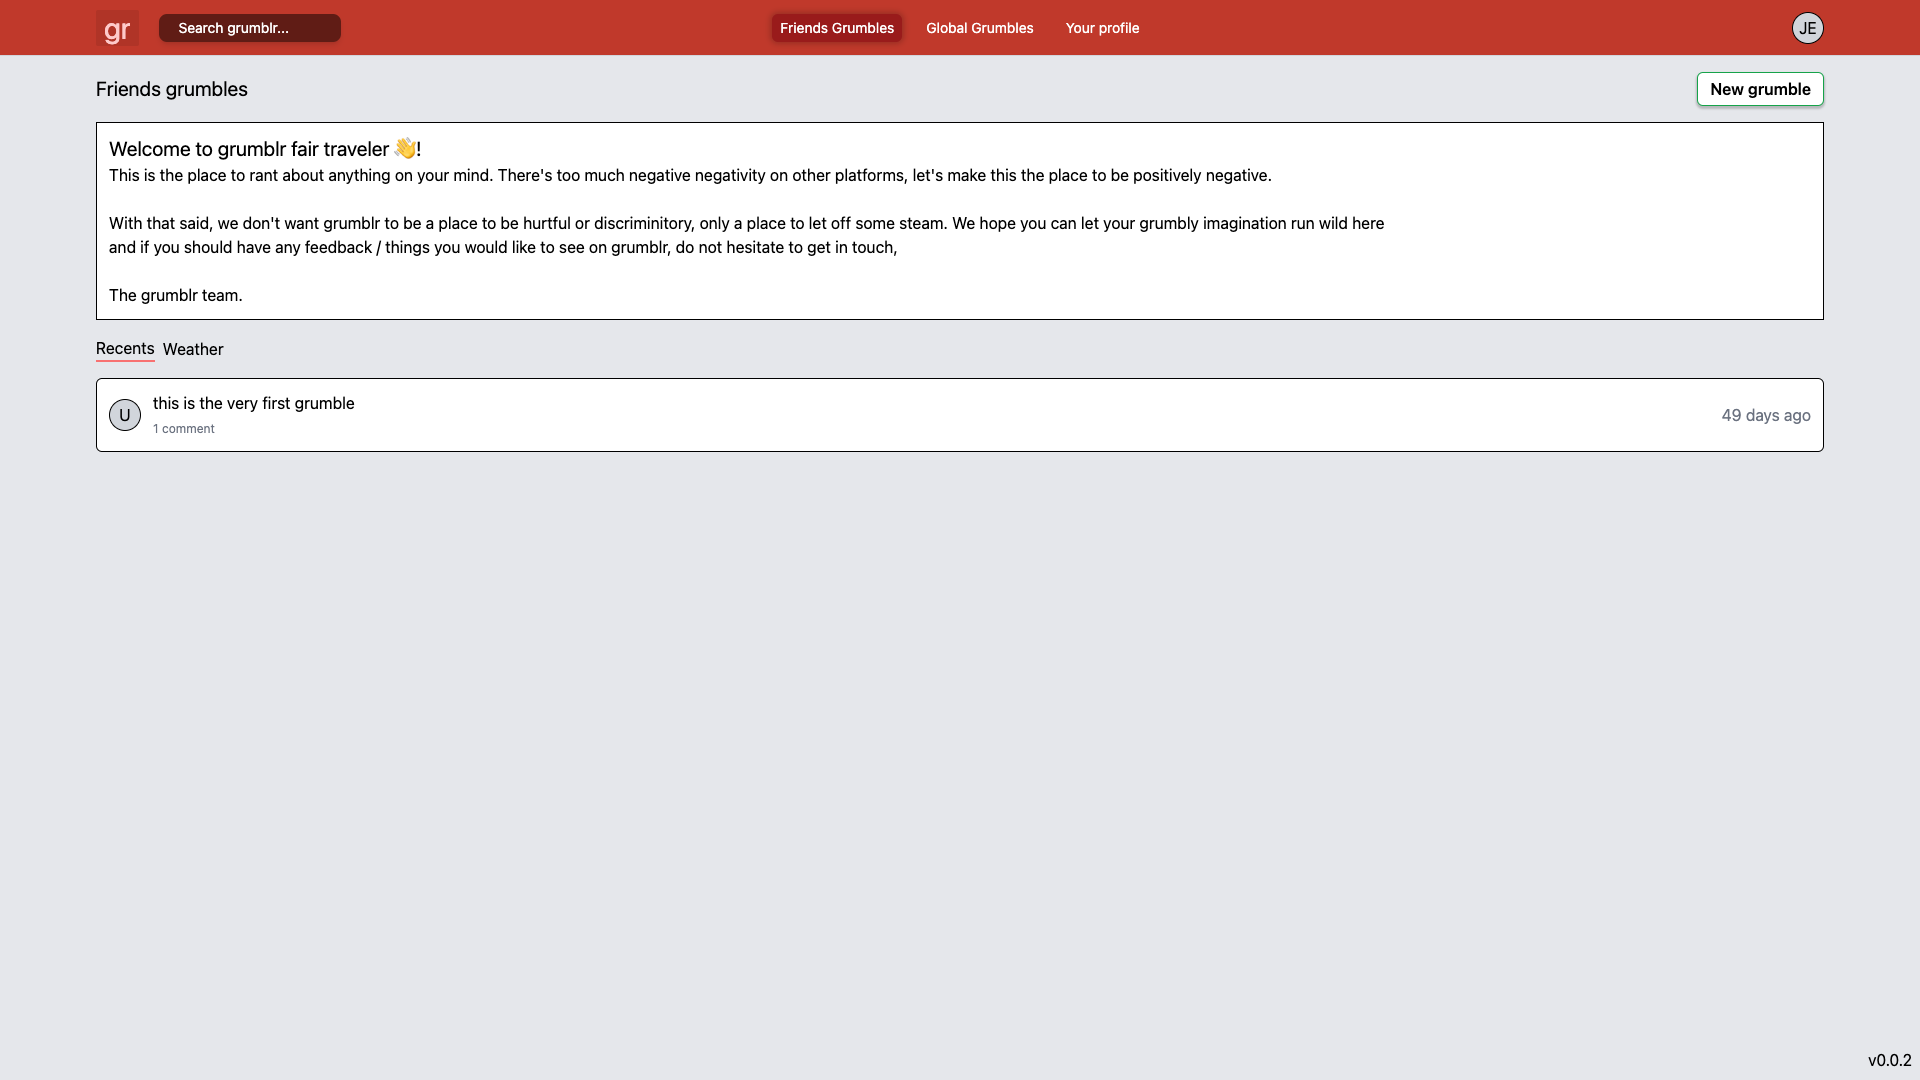 gr
Search grumblr...
Friends Grumbles
Global Grumbles
Your profile
JE
Friends grumbles
New grumble
Welcome to grumblr fair traveler 👋!
This is the place to rant about anything on your mind. There's too much negative negativity on other platforms, let's make this the place to be positively negative.
With that said, we don't want grumblr to be a place to be hurtful or discriminitory, only a place to let off some steam. We hope you can let your grumbly imagination run wild here
and if you should have any feedback / things you would like to see on grumblr, do not hesitate to get in touch,
The grumblr team.
Recents
Weather
U
this is the very first grumble
1 comment
49 days ago
v0.0.2